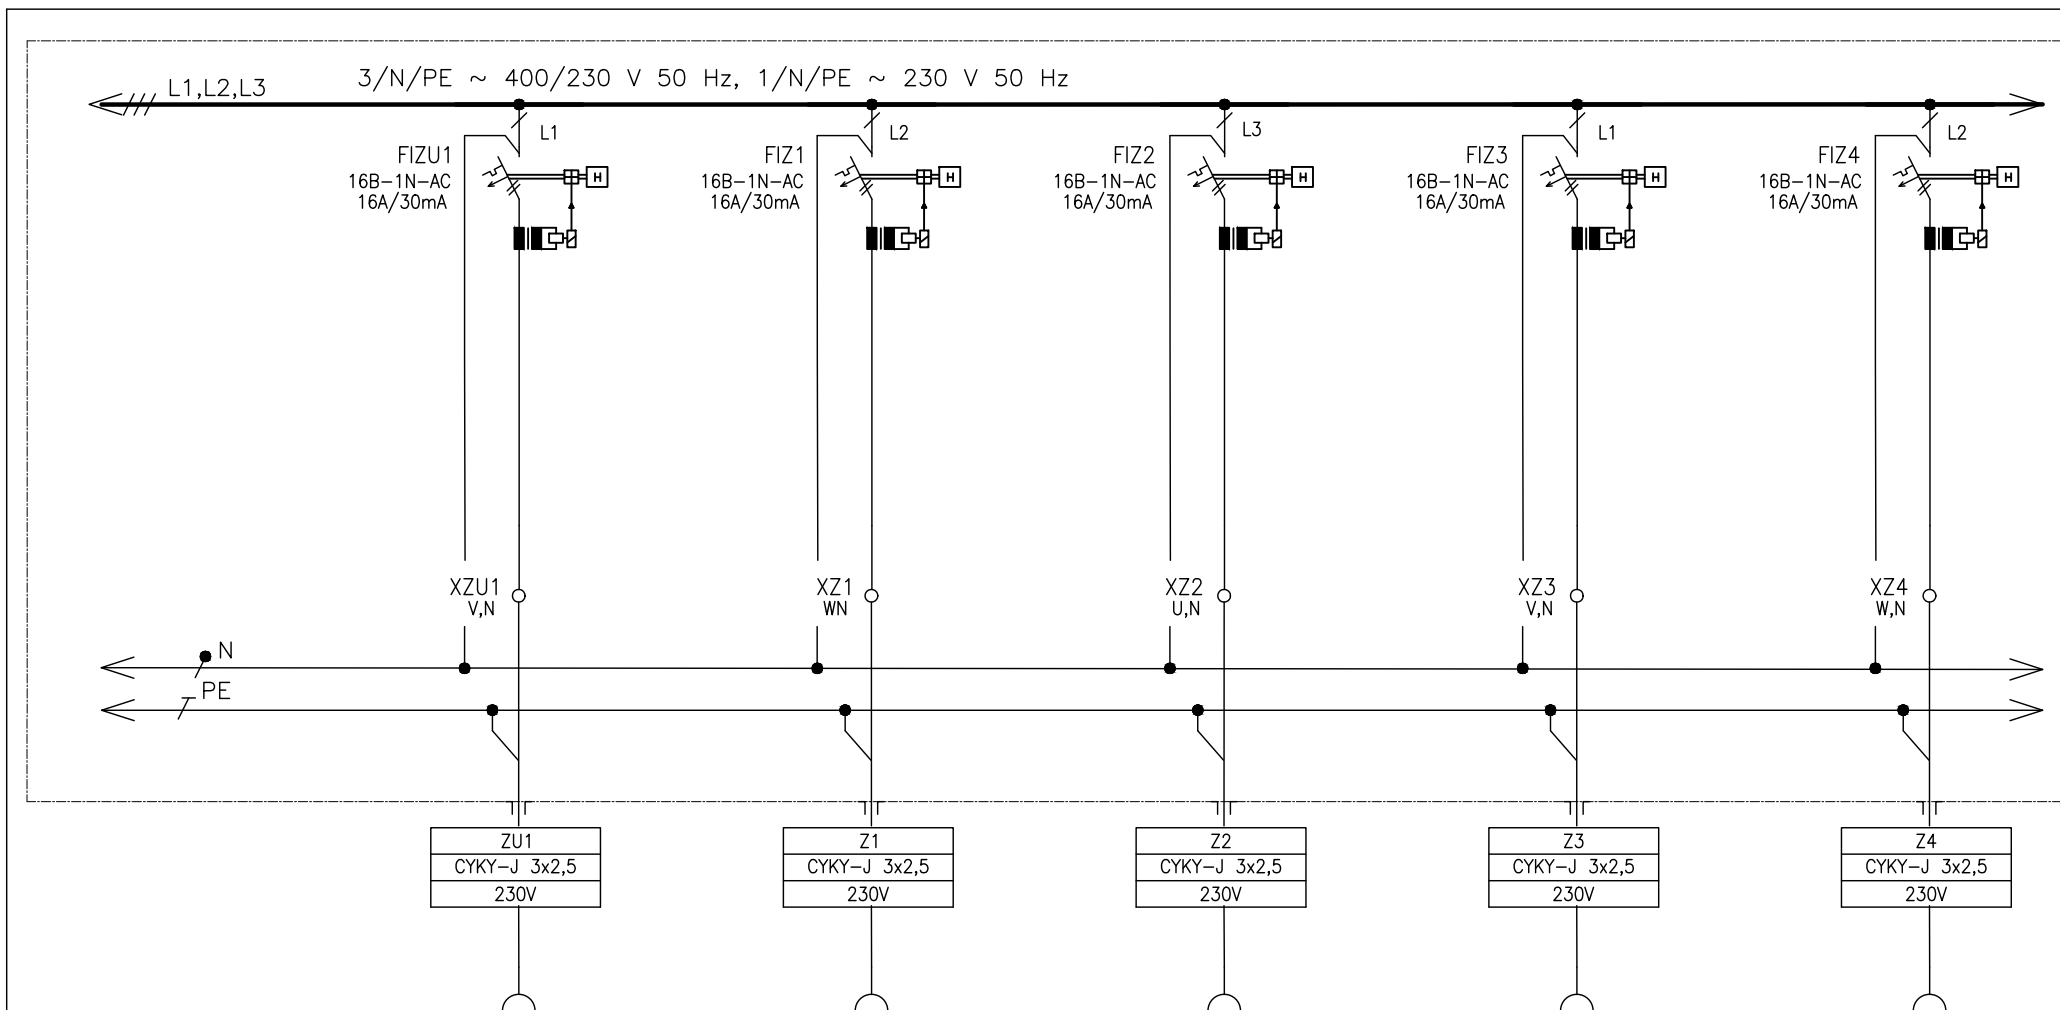 3/N/PE ~ 400/230 V 50 Hz, 1/N/PE ~ 230 V 50 Hz
L1,L2,L3
L1
L2
L3
L1
L2
FIZU1
16B-1N-AC
16A/30mA
H
FIZ1
16B-1N-AC
16A/30mA
H
FIZ2
16B-1N-AC
16A/30mA
H
FIZ3
16B-1N-AC
16A/30mA
H
FIZ4
16B-1N-AC
16A/30mA
H
XZU1
V,N
XZ1
WN
XZ2
U,N
XZ3
V,N
XZ4
W,N
N
PE
ZU1
CYKY-J 3x2,5
230V
Z1
CYKY-J 3x2,5
230V
Z2
CYKY-J 3x2,5
230V
Z3
CYKY-J 3x2,5
230V
Z4
CYKY-J 3x2,5
230V